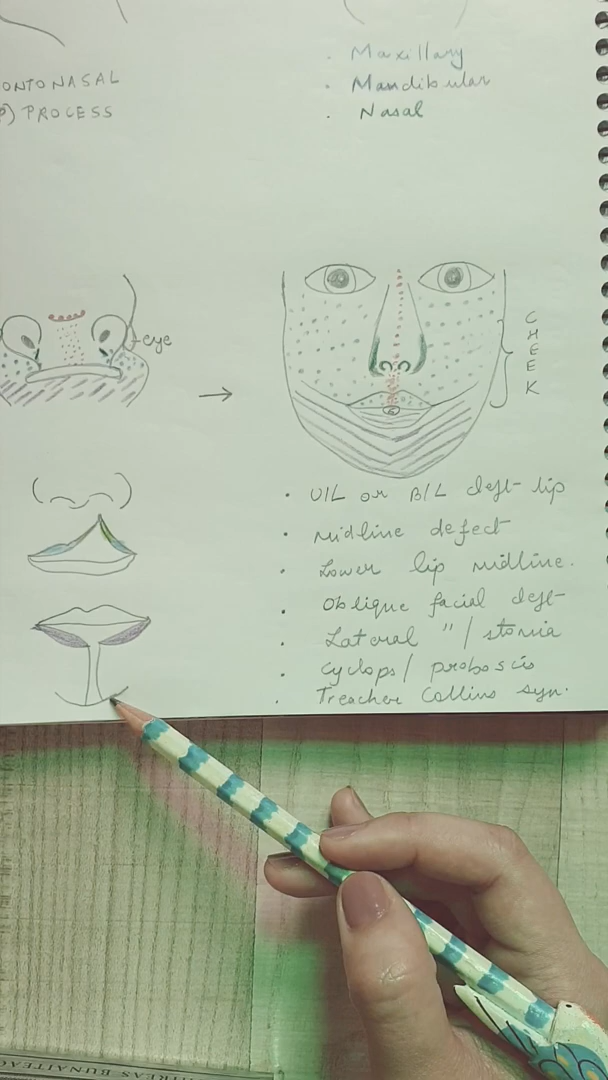 . Maxillary
. Mandibular
. Nasal
ONTONASAL
P) PROCESS
eye
CHEEK
. U/L or B/L cleft lip
. Midline defect
. Lower lip midline.
. Oblique facial cleft
. Lateral " / stomia
. Cyclops / proboscis
. Treacher Collins syn.